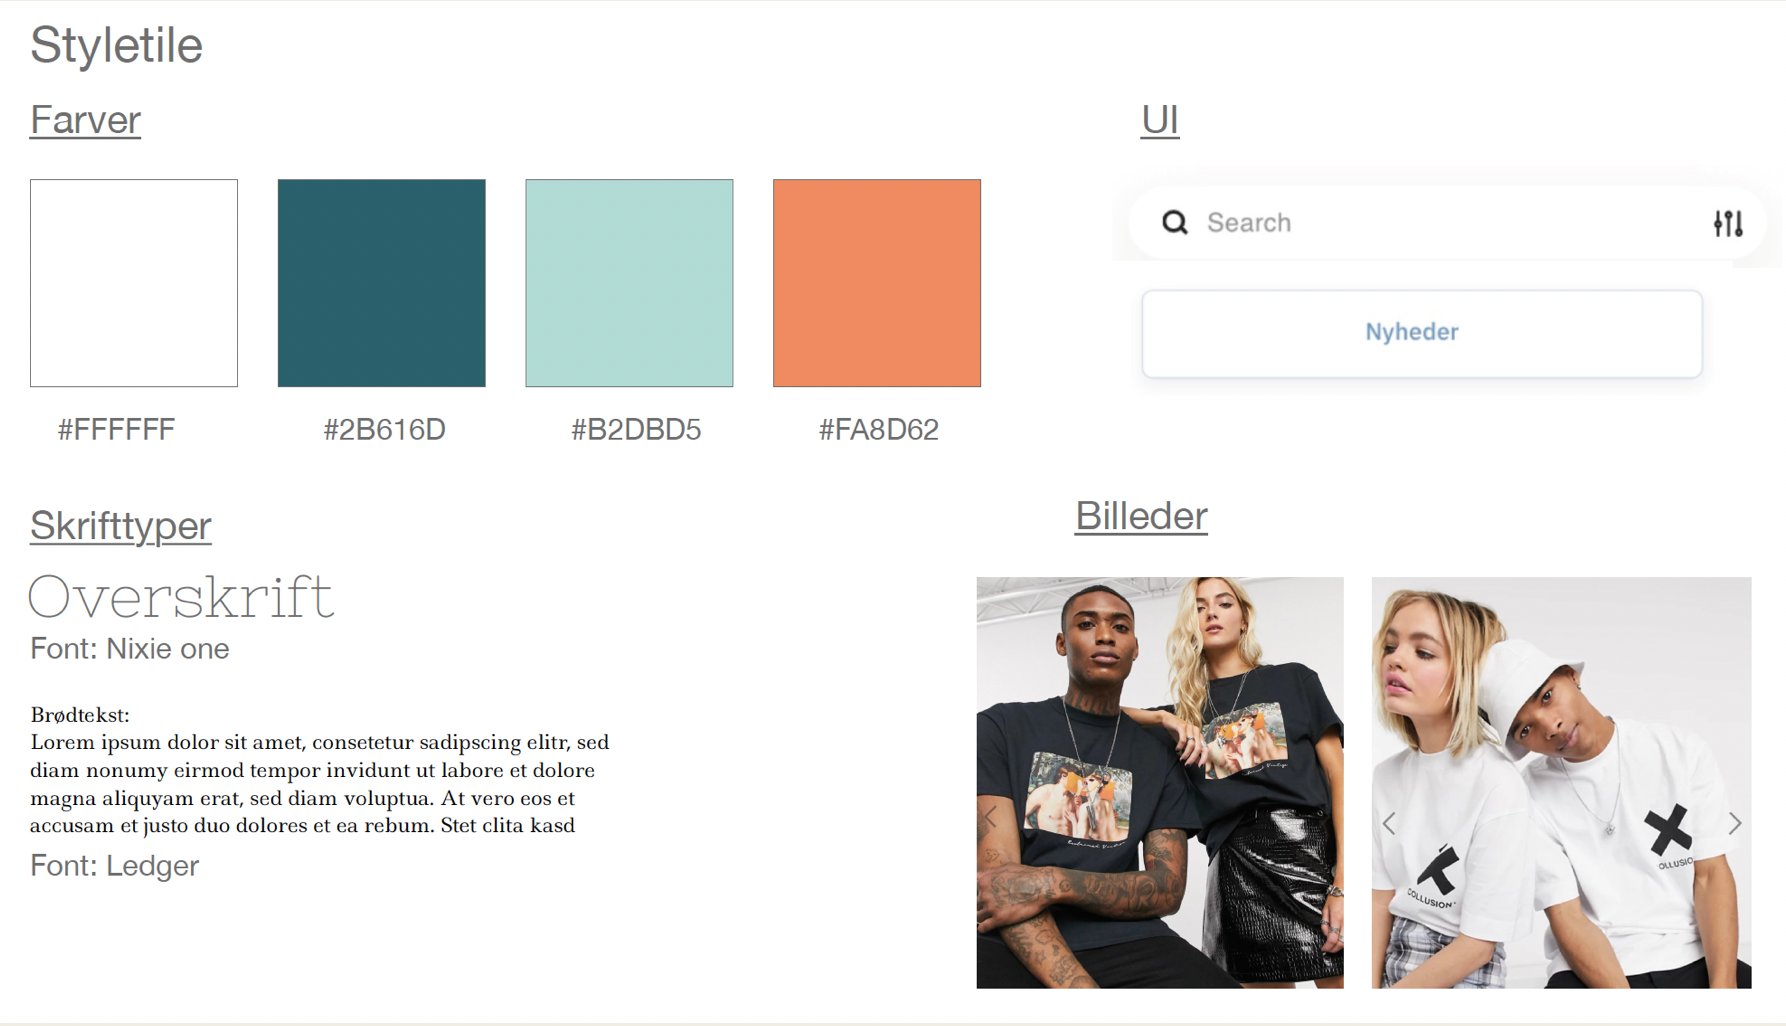 Styletile
Farver
#FFFFFF
#2B616D
#B2DBD5
#FA8D62
UI
Search
Nyheder
Skrifttyper
Overskrift
Font: Nixie one
Brødtekst:
Lorem ipsum dolor sit amet, consetetur sadipscing elitr, sed
diam nonumy eirmod tempor invidunt ut labore et dolore
magna aliquyam erat, sed diam voluptua. At vero eos et
accusam et justo duo dolores et ea rebum. Stet clita kasd
Font: Ledger
Billeder
COLLUSION
OLLUSIO